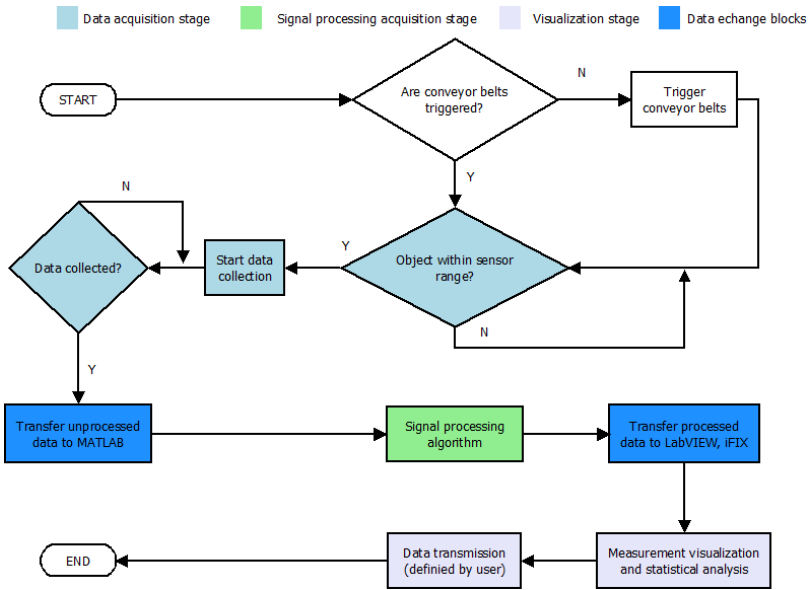 Data acquisition stage
Signal processing acquisition stage
Visualization stage
Data echange blocks
START
Are conveyor belts
triggered?
N
Trigger
conveyor belts
Y
N
Data collected?
Start data
collection
Y
Object within sensor
range?
N
Y
Transfer unprocessed
data to MATLAB
Signal processing
algorithm
Transfer processed
data to LabVIEW, iFIX
END
Data transmission
(definied by user)
Measurement visualization
and statistical analysis